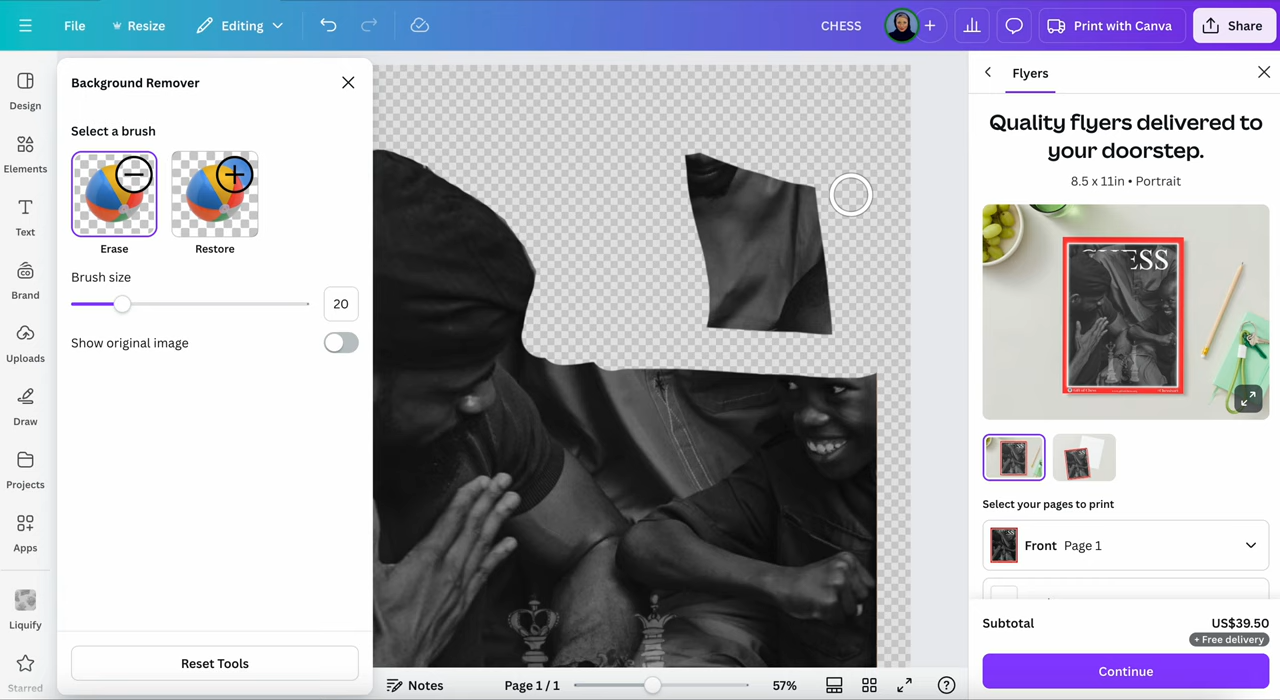 File
Resize
Editing
CHESS
Print with Canva
Share
Design
Elements
Text
Brand
Uploads
Draw
Projects
Apps
Liquify
Starred
Background Remover
Select a brush
Erase
Restore
Brush size
20
Show original image
Reset Tools
Notes
Page 1 / 1
57%
Flyers
Quality flyers delivered to
your doorstep.
8.5 x 11in • Portrait
CHESS
Select your pages to print
Front Page 1
Subtotal
US$39.50
+ Free delivery
Continue